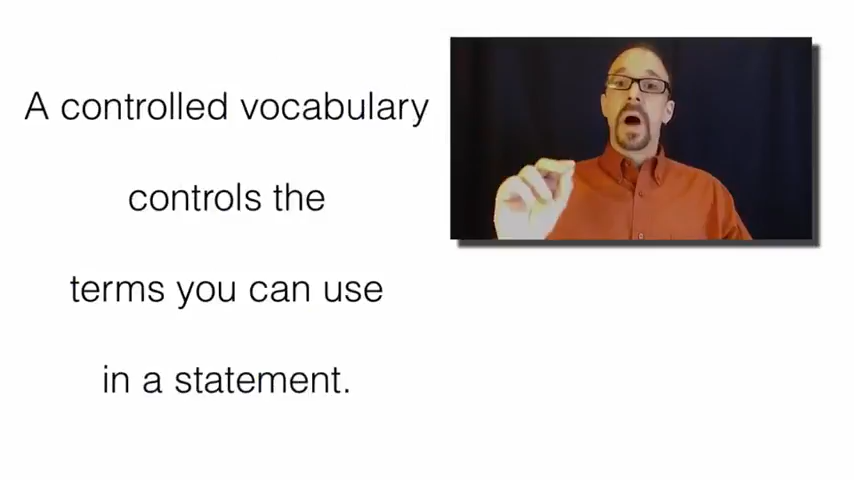 A controlled vocabulary
controls the
terms you can use
in a statement.